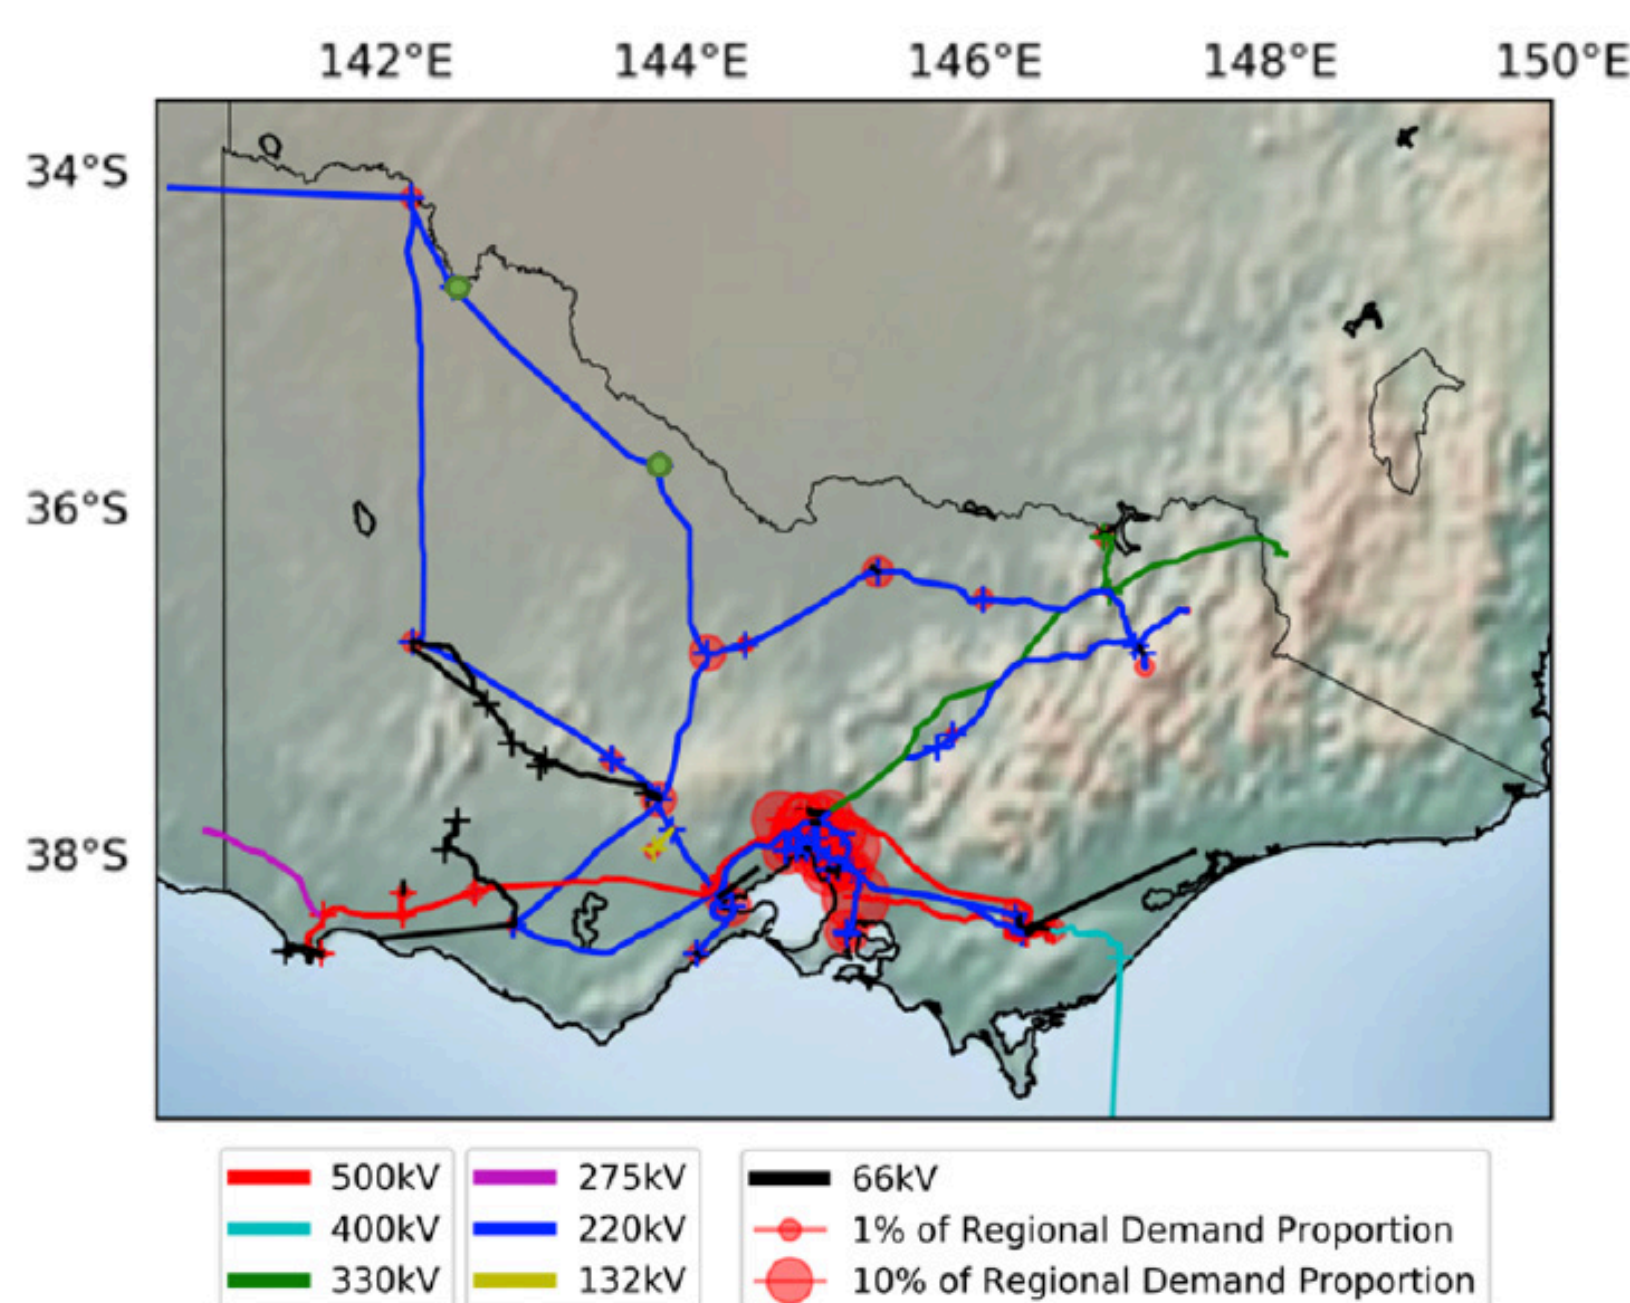 142°E 144°E 146°E 148°E 150°E
34°S
36°S
38°S
500kV 275kV 66kV
400kV 220kV 1% of Regional Demand Proportion
330kV 132kV 10% of Regional Demand Proportion